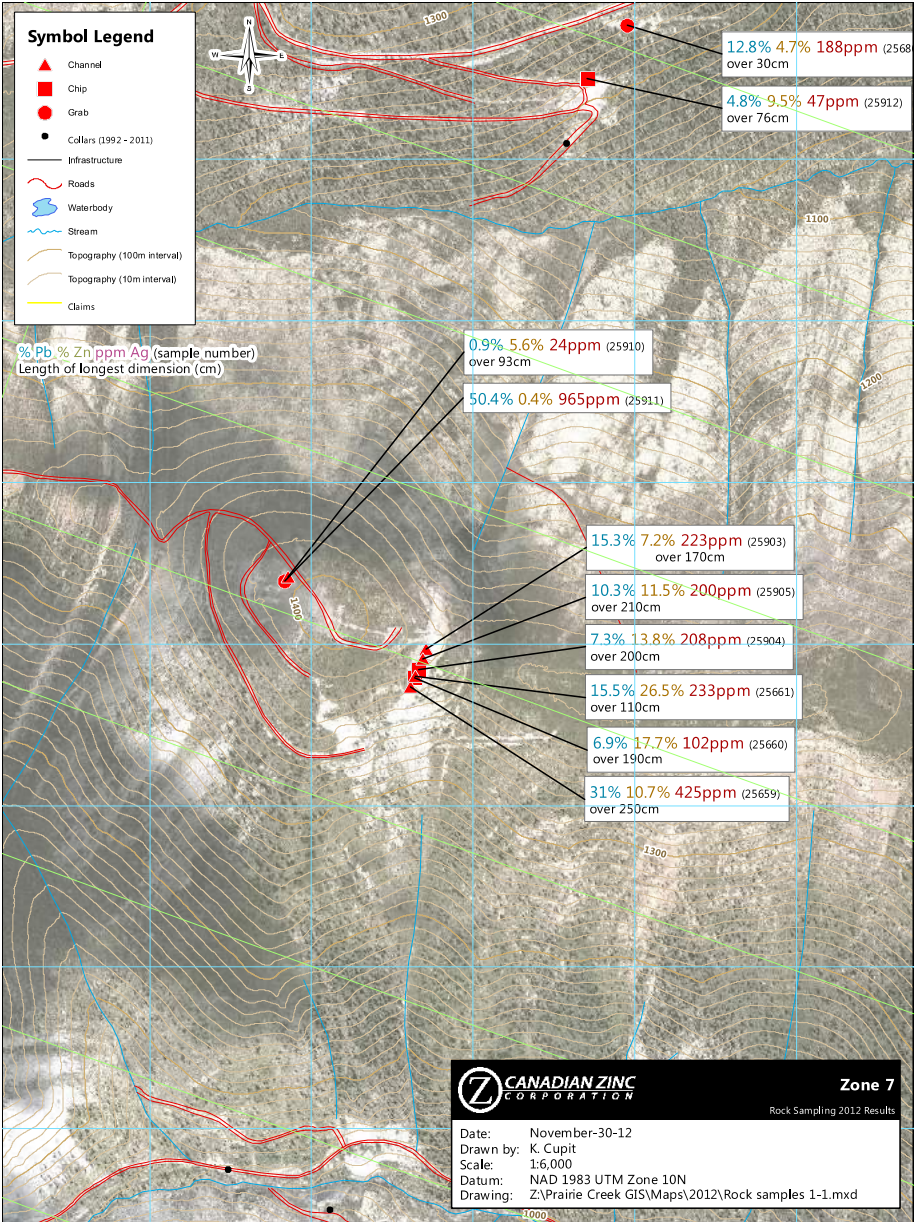 Symbol Legend
Channel
Chip
Grab
Collars (1992 - 2011)
Infrastructure
Roads
Waterbody
Stream
Topography (100m interval)
Topography (10m interval)
Claims
N
W
E
S
1300
12.8% 4.7% 188ppm (2568
over 30cm
4.8% 9.5% 47ppm (25912)
over 76cm
1100
1200
% Pb % Zn ppm Ag (sample number)
Length of longest dimension (cm)
0.9% 5.6% 24ppm (25910)
over 93cm
50.4% 0.4% 965ppm (25911)
15.3% 7.2% 223ppm (25903)
over 170cm
10.3% 11.5% 200ppm (25905)
over 210cm
1400
7.3% 13.8% 208ppm (25904)
over 200cm
15.5% 26.5% 233ppm (25661)
over 110cm
6.9% 17.7% 102ppm (25660)
over 190cm
31% 10.7% 425ppm (25659)
over 250cm
1300
Z CANADIAN ZINC
CORPORATION
Zone 7
Rock Sampling 2012 Results
Date: November-30-12
Drawn by: K. Cupit
Scale: 1:6,000
Datum: NAD 1983 UTM Zone 10N
Drawing: Z:\Prairie Creek GIS\Maps\2012\Rock samples 1-1.mxd
1000